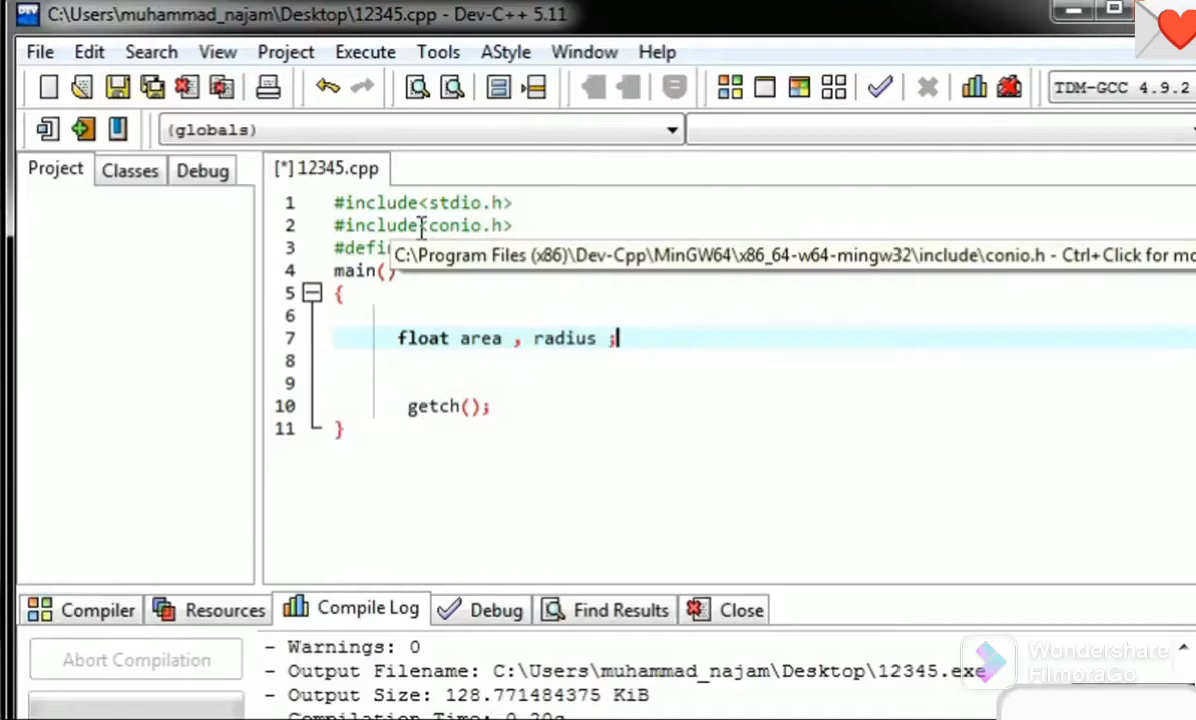 C:\Users\muhammad_najam\Desktop\12345.cpp - Dev-C++ 5.11
File Edit Search View Project Execute Tools AStyle Window Help
TDM-GCC 4.9.2
(globals)
Project Classes Debug [*] 12345.cpp
1 #include<stdio.h>
2 #include<conio.h>
3 #defi
C:\Program Files (x86)\Dev-Cpp\MinGW64\x86_64-w64-mingw32\include\conio.h - Ctrl+Click for mo
4 main()
5 {
6
7 float area , radius ;
8
9
10 getch();
11 }
Compiler Resources Compile Log Debug Find Results Close
Abort Compilation
- Warnings: 0
- Output Filename: C:\Users\muhammad_najam\Desktop\12345.exe
- Output Size: 128.771484375 KiB
- Compilation Time: 0.20s
Wondershare
FilmoraGo